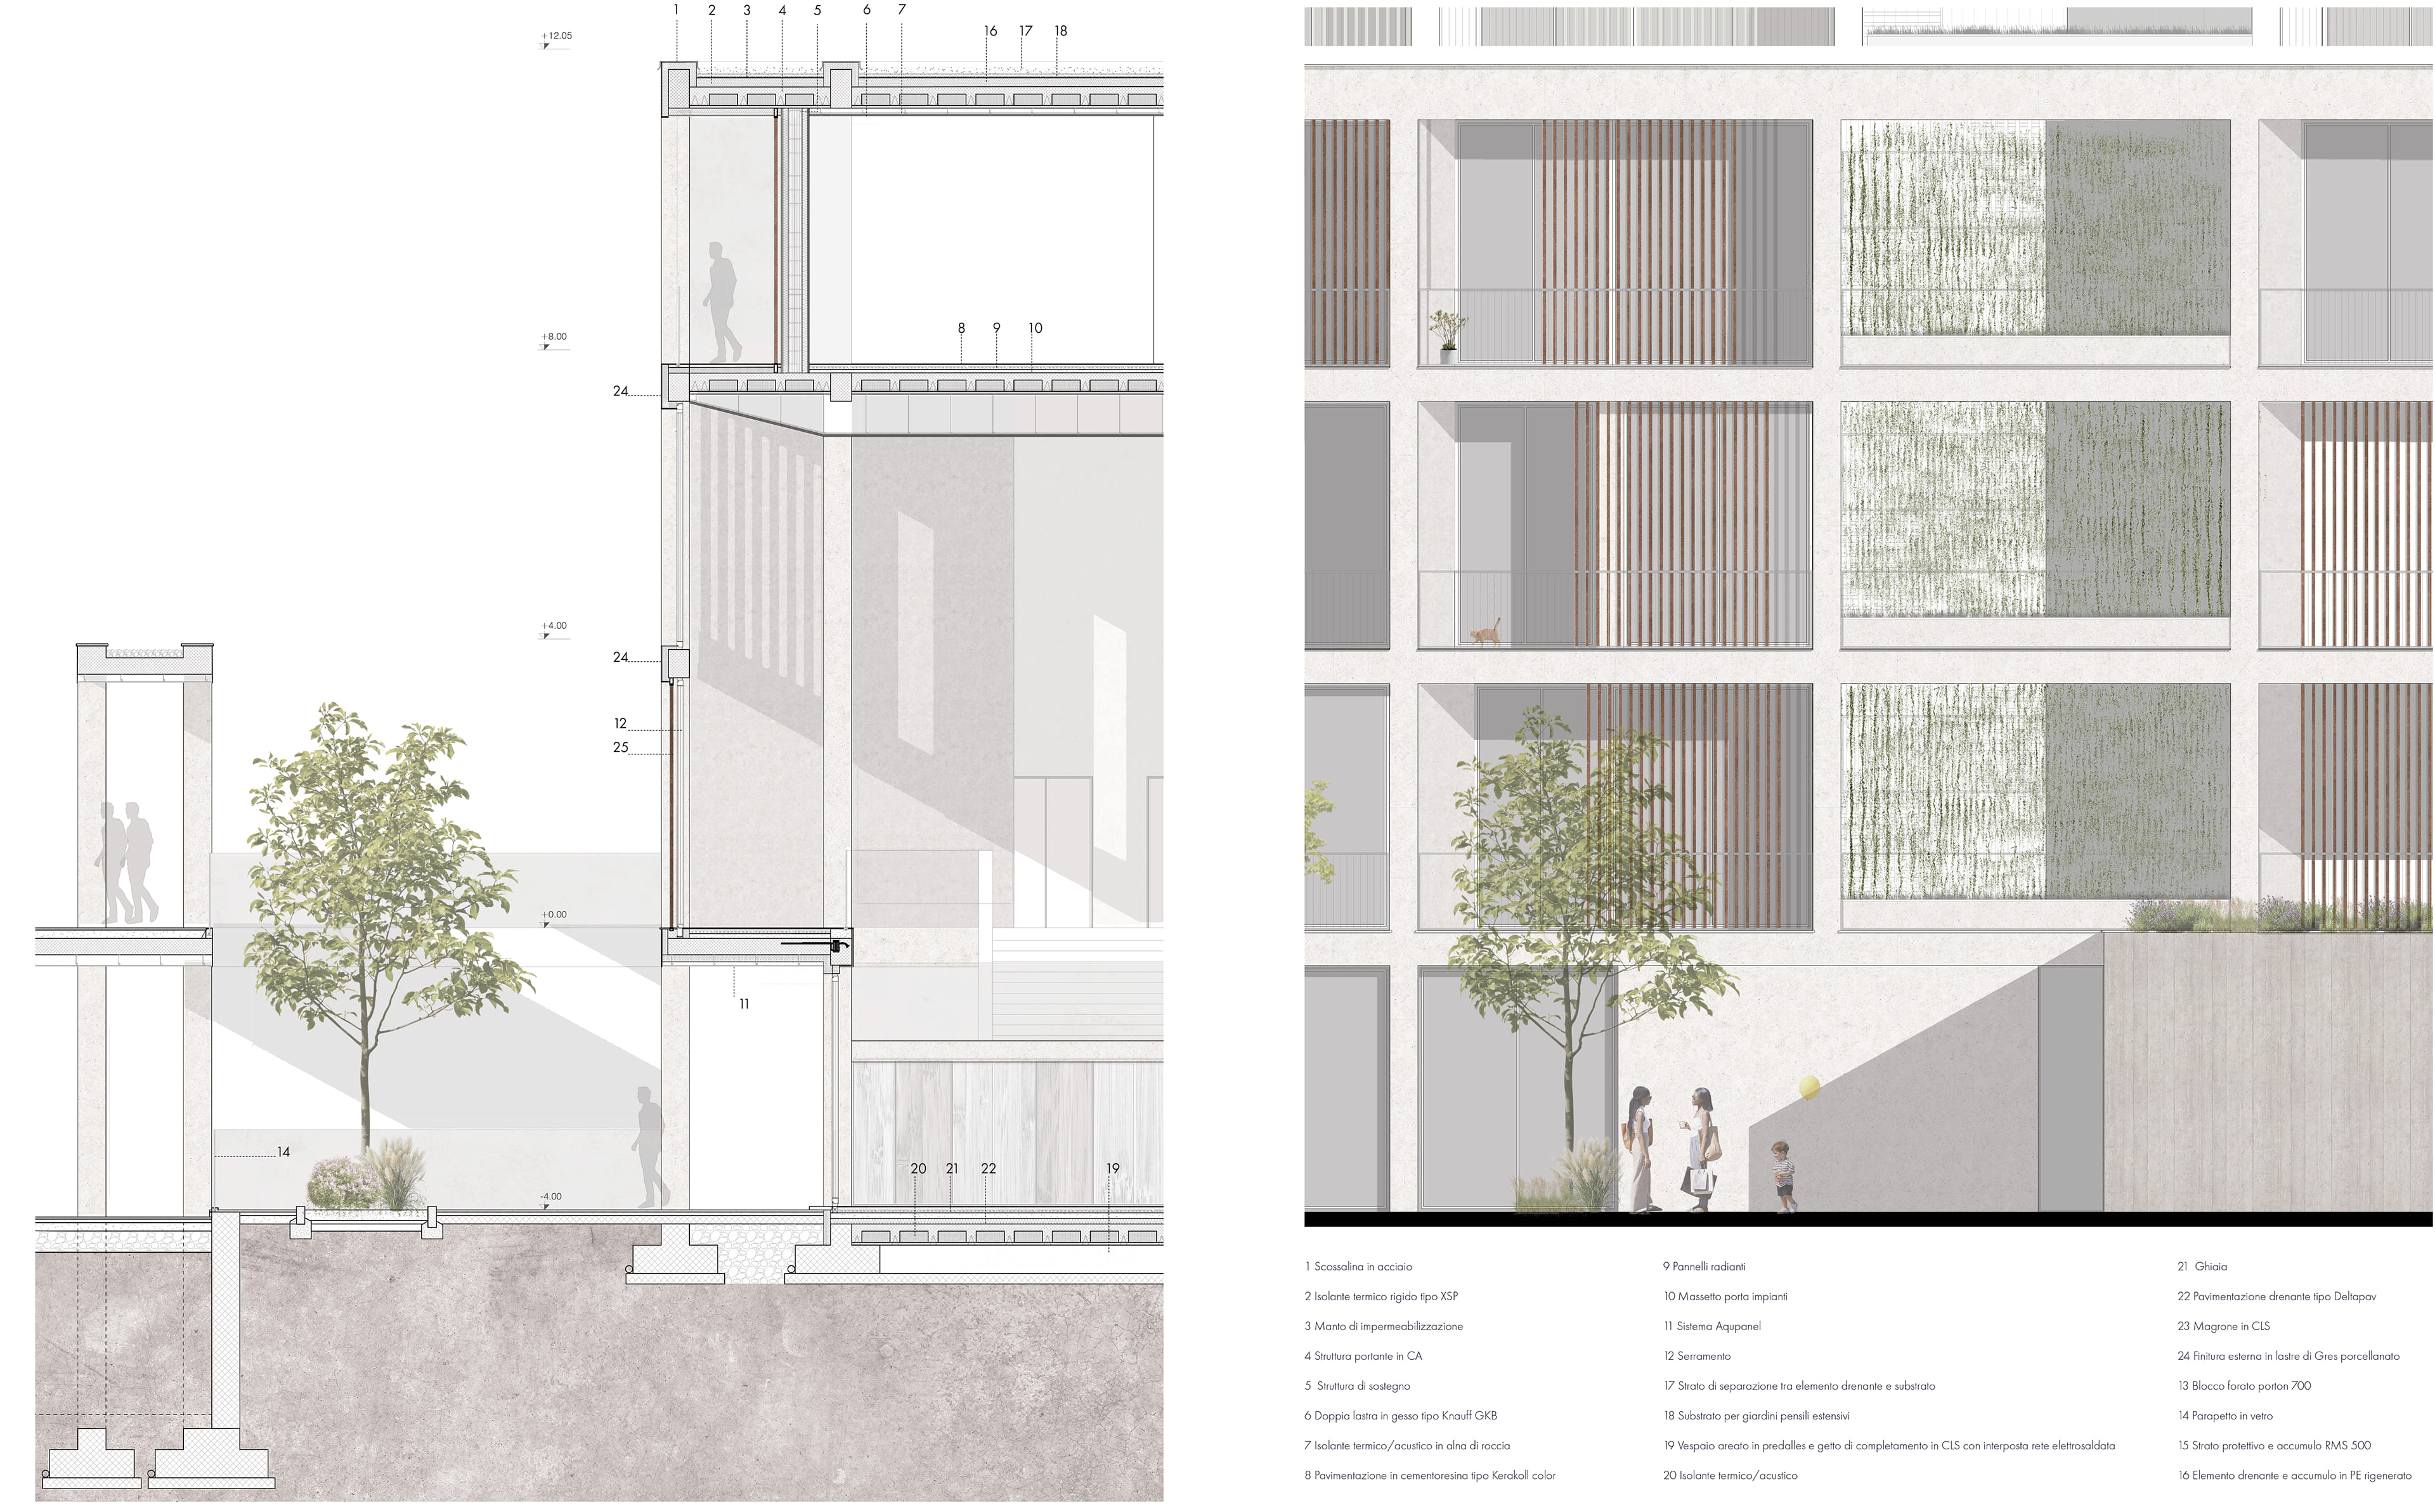 1 2 3 4 5 6 7
16 17 18
+12.05
8 9 10
+8.00
24
+4.00
24
12
25
+0.00
11
14
20 21 22 19
-4.00
1 Scossalina in acciaio
2 Isolante termico rigido tipo XSP
3 Manto di impermeabilizzazione
4 Struttura portante in CA
5 Struttura di sostegno
6 Doppia lastra in gesso tipo Knauff GKB
7 Isolante termico/acustico in alna di roccia
8 Pavimentazione in cementoresina tipo Kerakoll color
9 Pannelli radianti
10 Massetto porta impianti
11 Sistema Aqupanel
12 Serramento
17 Strato di separazione tra elemento drenante e substrato
18 Substrato per giardini pensili estensivi
19 Vespaio areato in predalles e getto di completamento in CLS con interposta rete elettrosaldata
20 Isolante termico/acustico
21 Ghiaia
22 Pavimentazione drenante tipo Deltapav
23 Magrone in CLS
24 Finitura esterna in lastre di Gres porcellanato
13 Blocco forato porton 700
14 Parapetto in vetro
15 Strato protettivo e accumulo RMS 500
16 Elemento drenante e accumulo in PE rigenerato